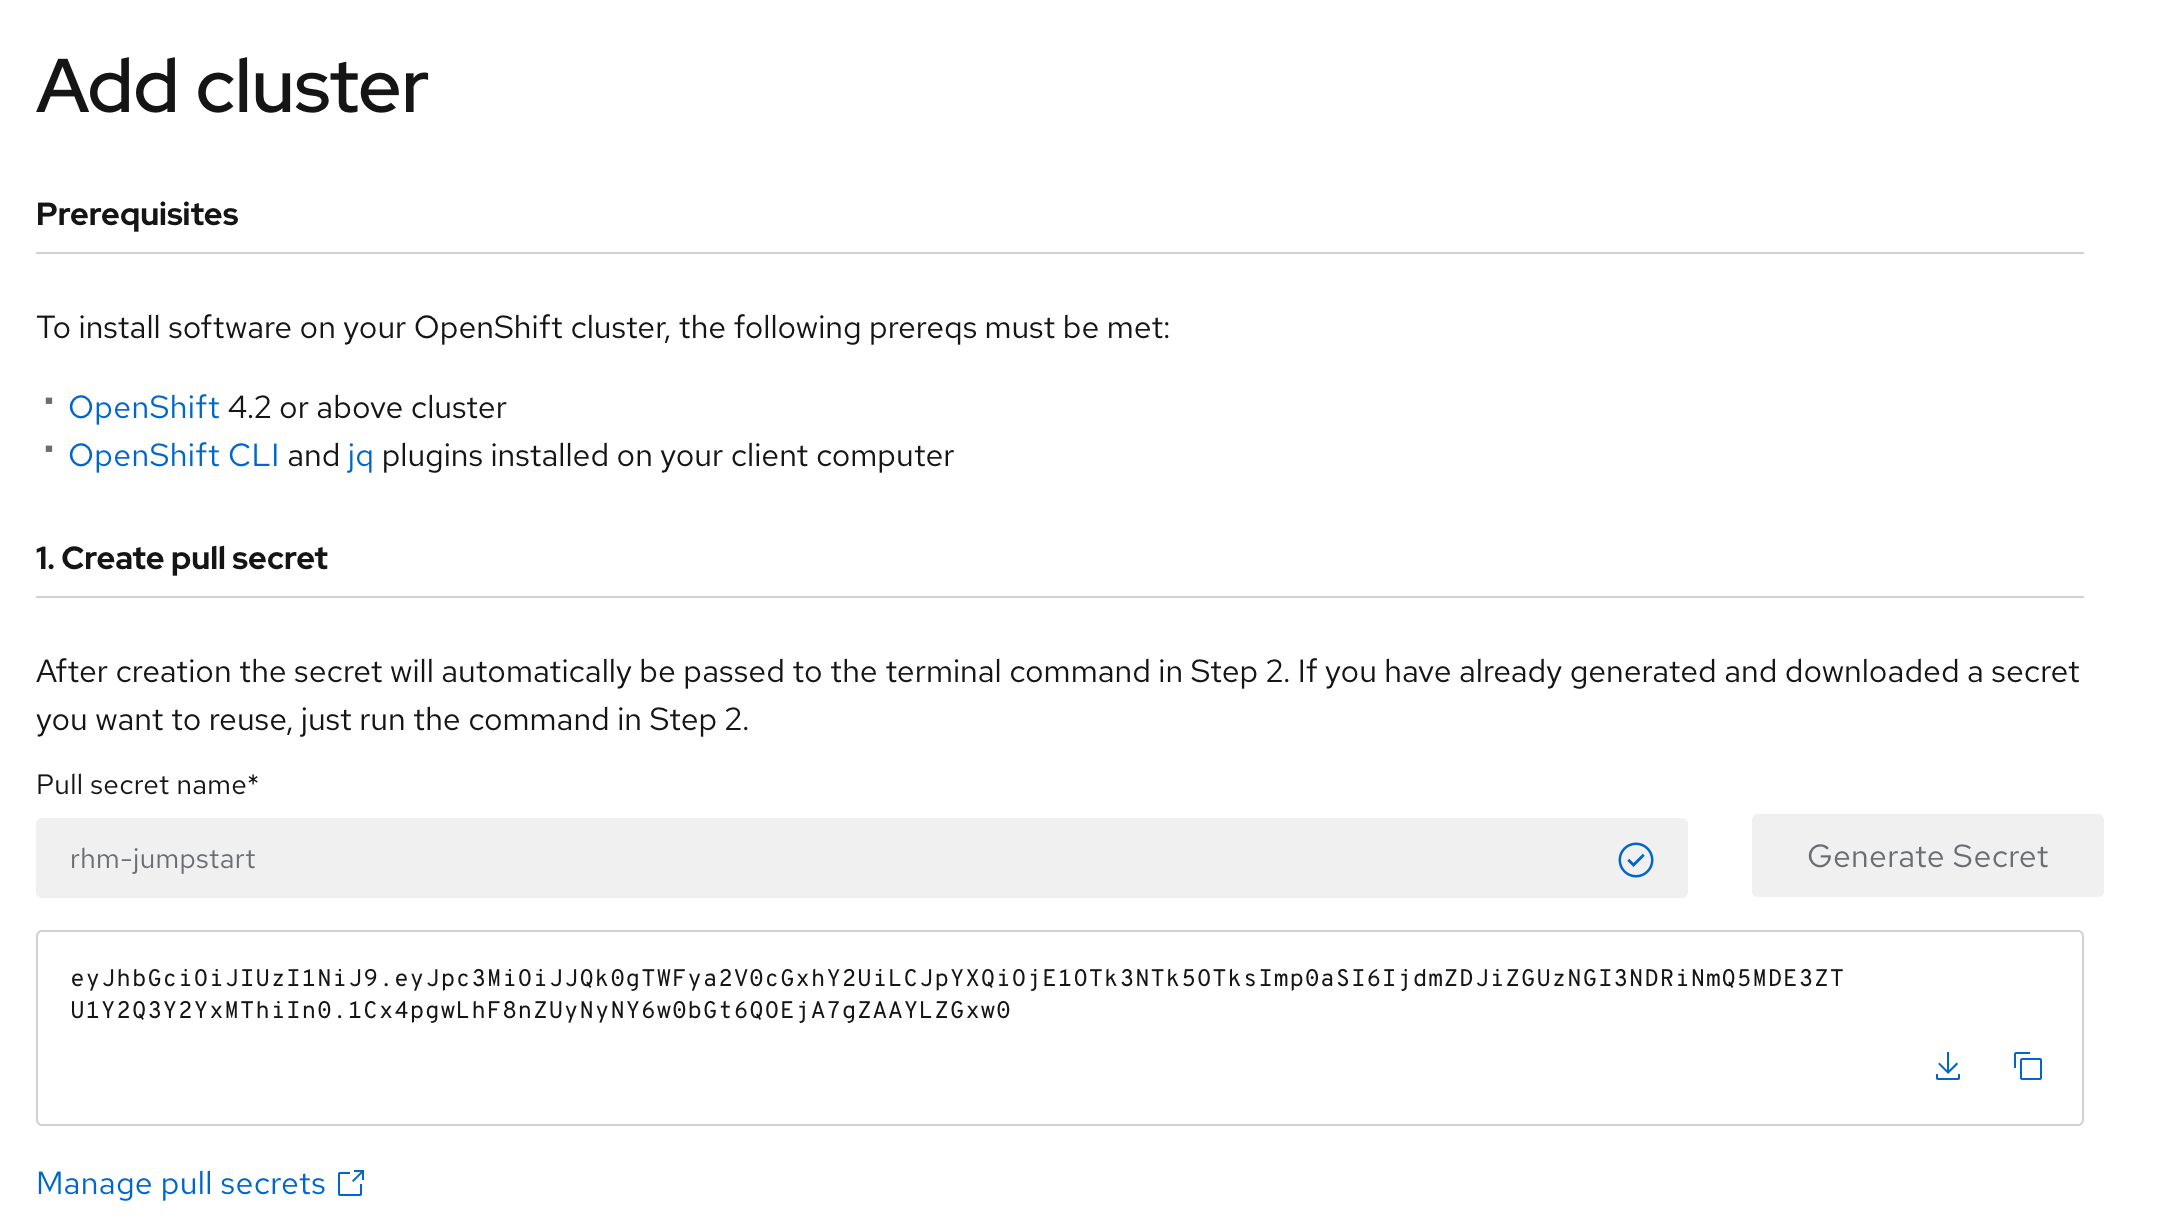 Add cluster
Prerequisites
To install software on your OpenShift cluster, the following prereqs must be met:
OpenShift 4.2 or above cluster
OpenShift CLI and jq plugins installed on your client computer
1. Create pull secret
After creation the secret will automatically be passed to the terminal command in Step 2. If you have already generated and downloaded a secret
you want to reuse, just run the command in Step 2.
Pull secret name*
rhm-jumpstart
Generate Secret
eyJhbGciOiJIUzI1NiJ9.eyJpc3MiOiJJQk0gTWFya2V0cGxhY2UiLCJpYXQiOjE1OTk3NTk5OTksImp0aSI6IjdmZDJiZGUzNGI3NDRiNmQ5MDE3ZT
U1Y2Q3Y2YxMThiIn0.1Cx4pgwLhF8nZUyNyNY6w0bGt6QOEjA7gZAAYLZGxw0
Manage pull secrets